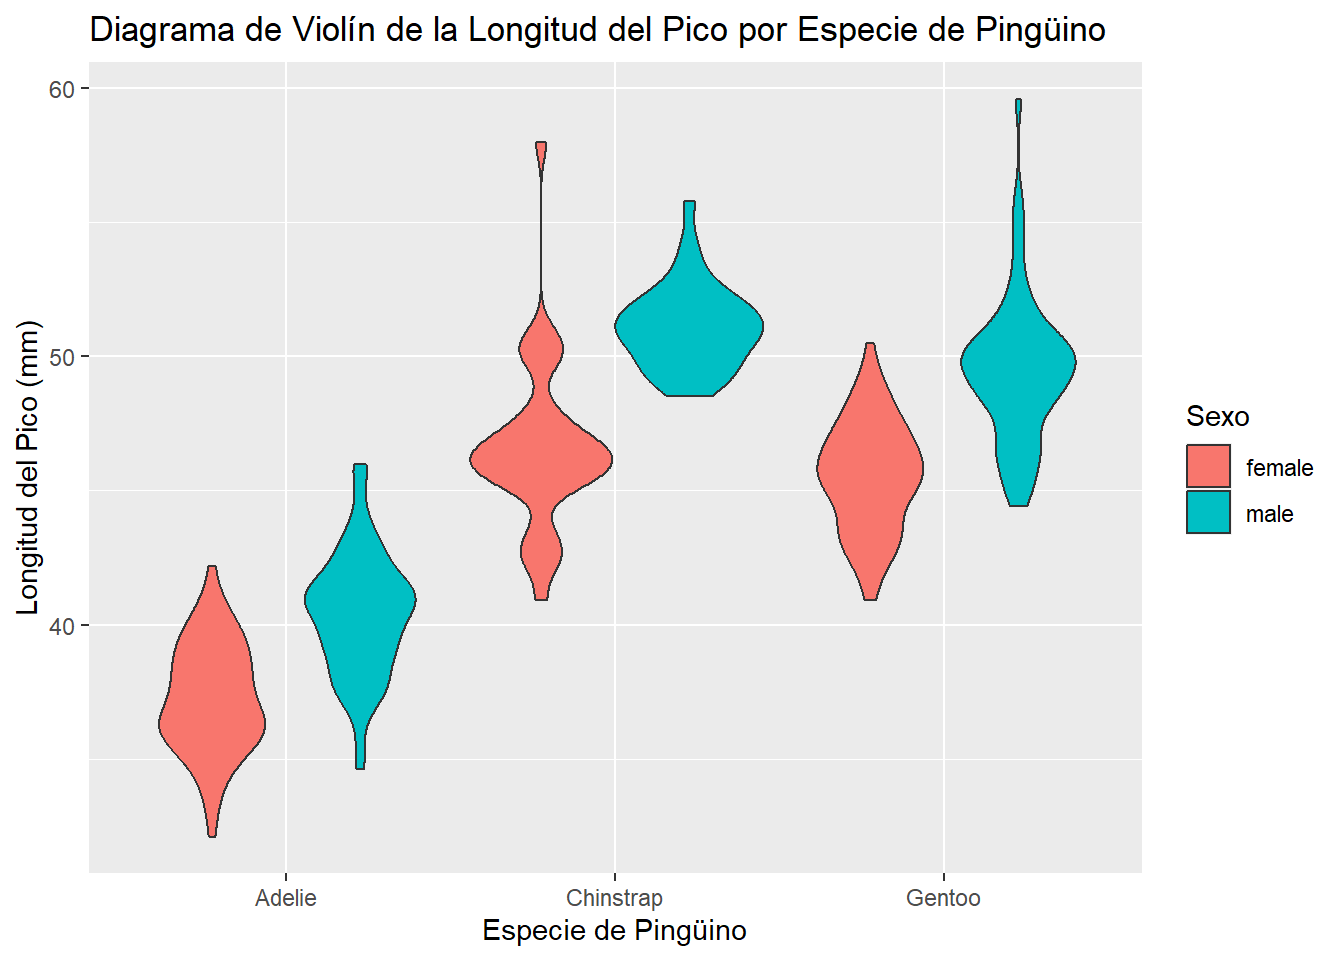 Diagrama de Violín de la Longitud del Pico por Especie de Pingüino
60
50
40
Longitud del Pico (mm)
Adelie
Chinstrap
Gentoo
Especie de Pingüino
Sexo
female
male